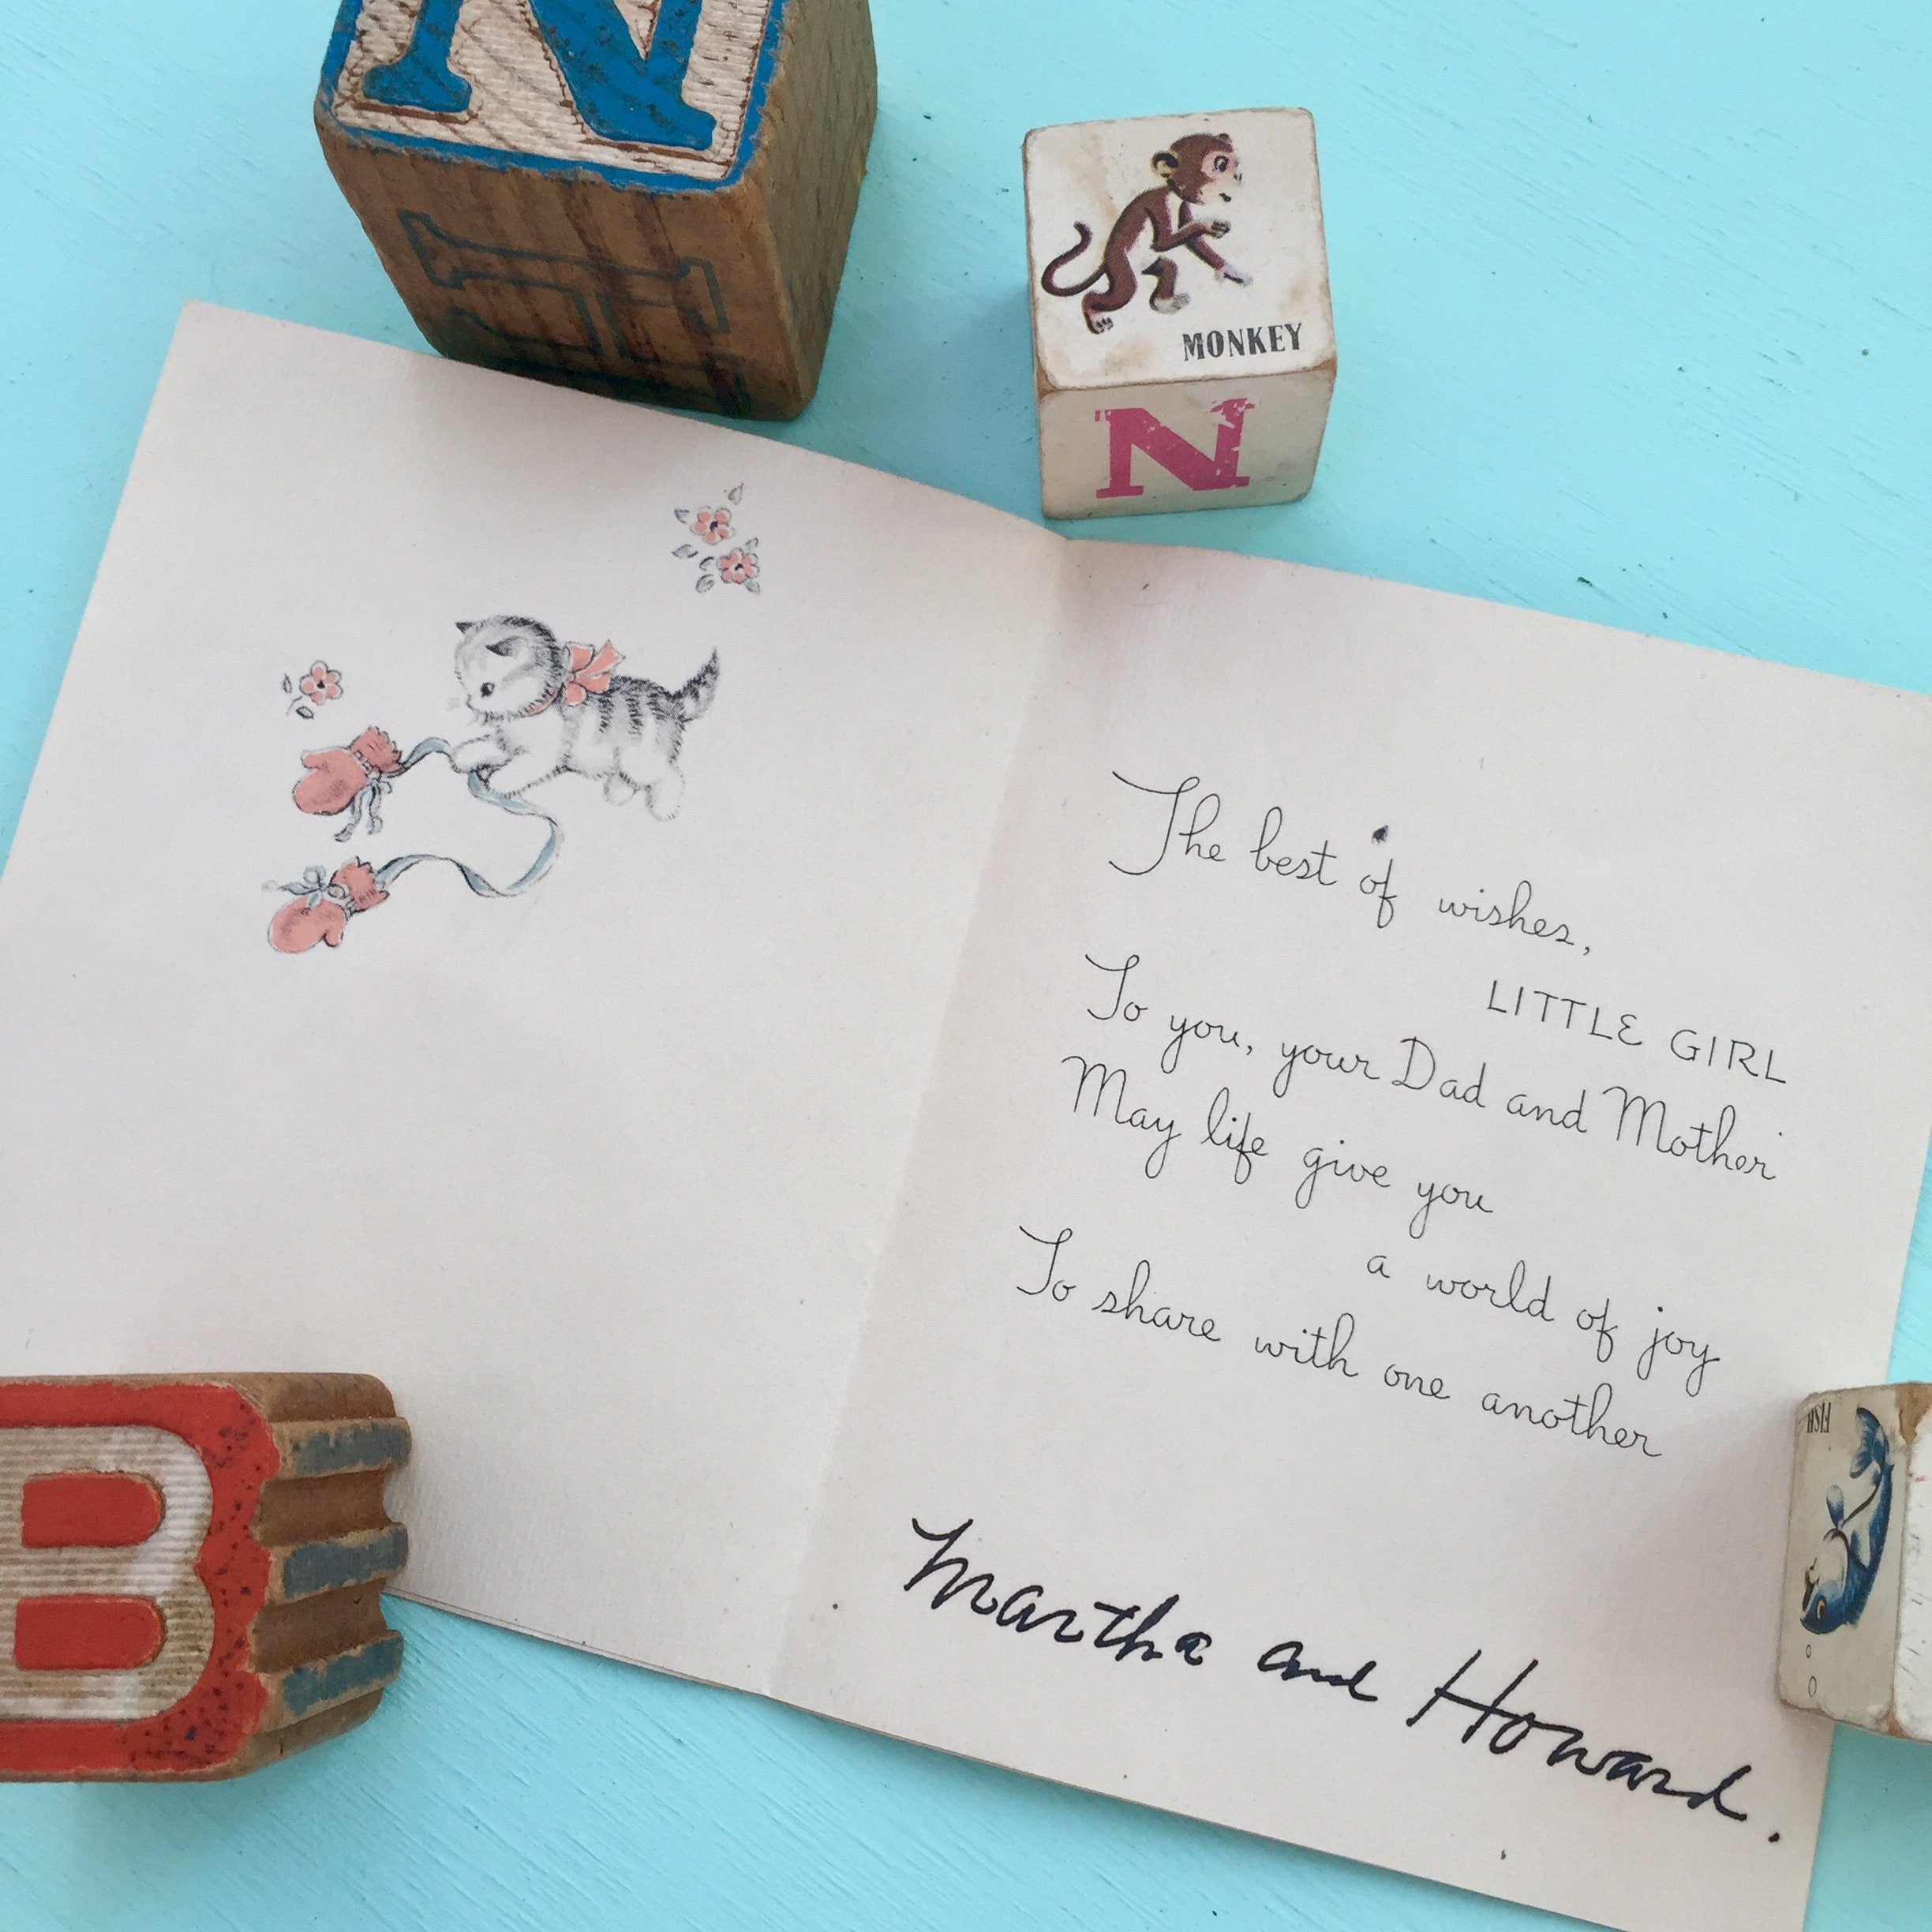 N
H
MONKEY
N
The best of wishes,
LITTLE GIRL
To you, your Dad and Mother
May life give you
a world of joy
To share with one another
Martha and Howard.
B
FISH